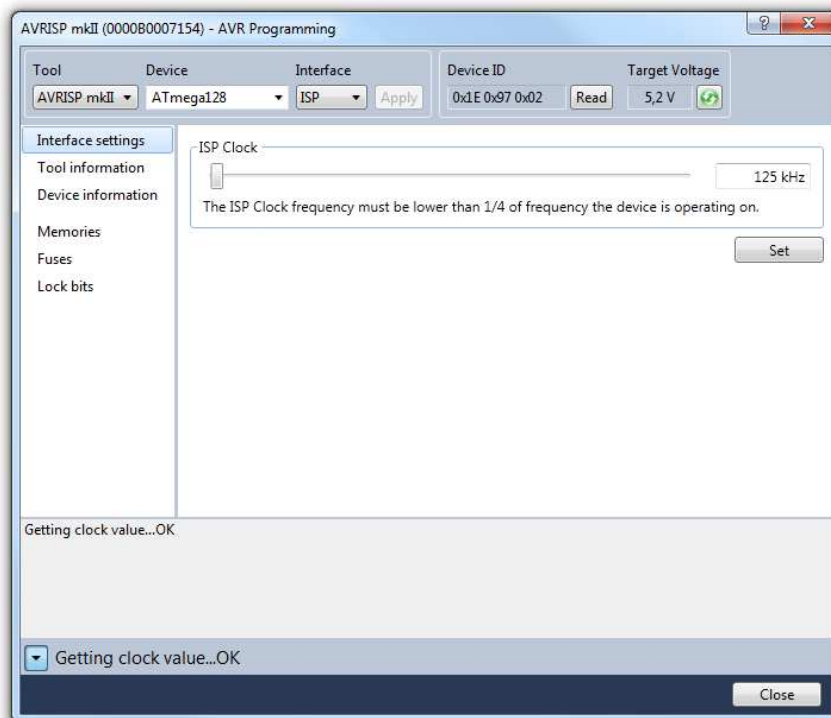 AVRISP mkII (0000B0007154) - AVR Programming
Tool Device Interface Device ID Target Voltage
AVRISP mkII ATmega128 ISP Apply 0x1E 0x97 0x02 Read 5,2 V
Interface settings
Tool information
Device information
Memories
Fuses
Lock bits
ISP Clock
125 kHz
The ISP Clock frequency must be lower than 1/4 of frequency the device is operating on.
Set
Getting clock value...OK
Getting clock value...OK
Close